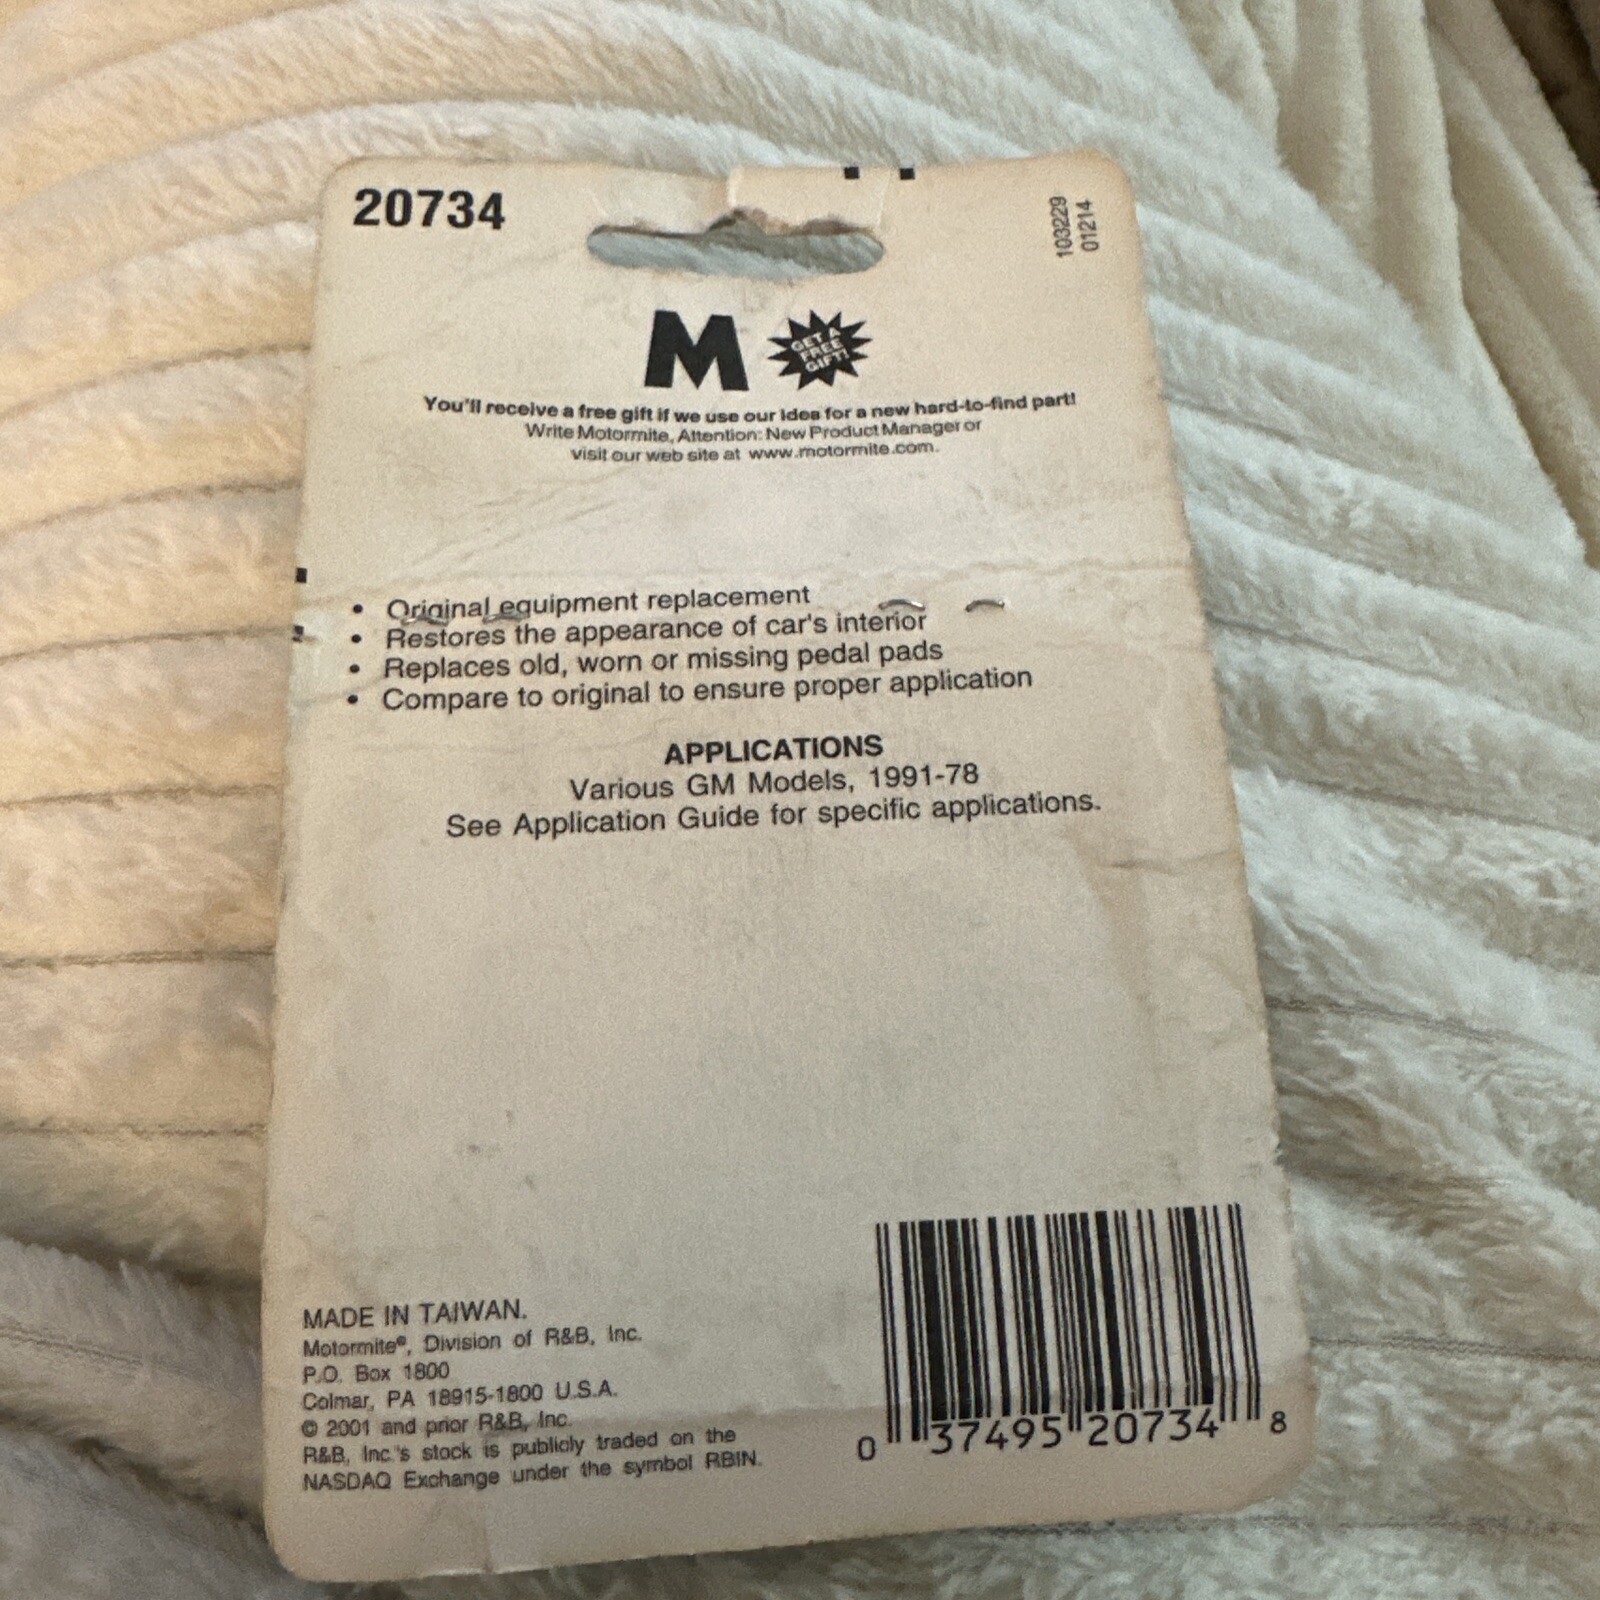 20734
103229
01214
M
GET A
FREE
GIFT!
You'll receive a free gift if we use our idea for a new hard-to-find part!
Write Motormite, Attention: New Product Manager or
visit our web site at www.motormite.com.
• Original equipment replacement
• Restores the appearance of car's interior
• Replaces old, worn or missing pedal pads
• Compare to original to ensure proper application
APPLICATIONS
Various GM Models, 1991-78
See Application Guide for specific applications.
MADE IN TAIWAN.
Motormite®, Division of R&B, Inc.
P.O. Box 1800
Colmar, PA 18915-1800 U.S.A.
© 2001 and prior R&B, Inc.
R&B, Inc.'s stock is publicly traded on the
NASDAQ Exchange under the symbol RBIN.
0 37495 20734 8